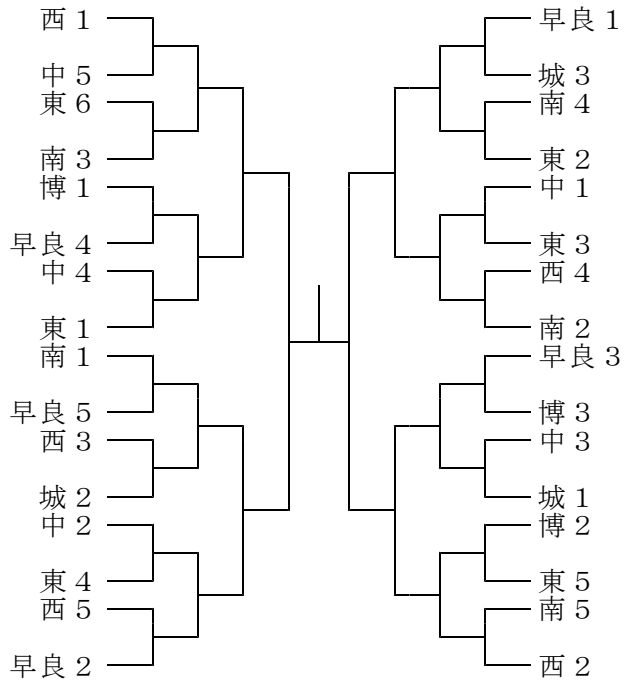 西１
中５
東６
南３
博１
早良４
中４
東１
南１
早良５
西３
城２
中２
東４
西５
早良２
早良１
城３
南４
東２
中１
東３
西４
南２
早良３
博３
中３
城１
博２
東５
南５
西２